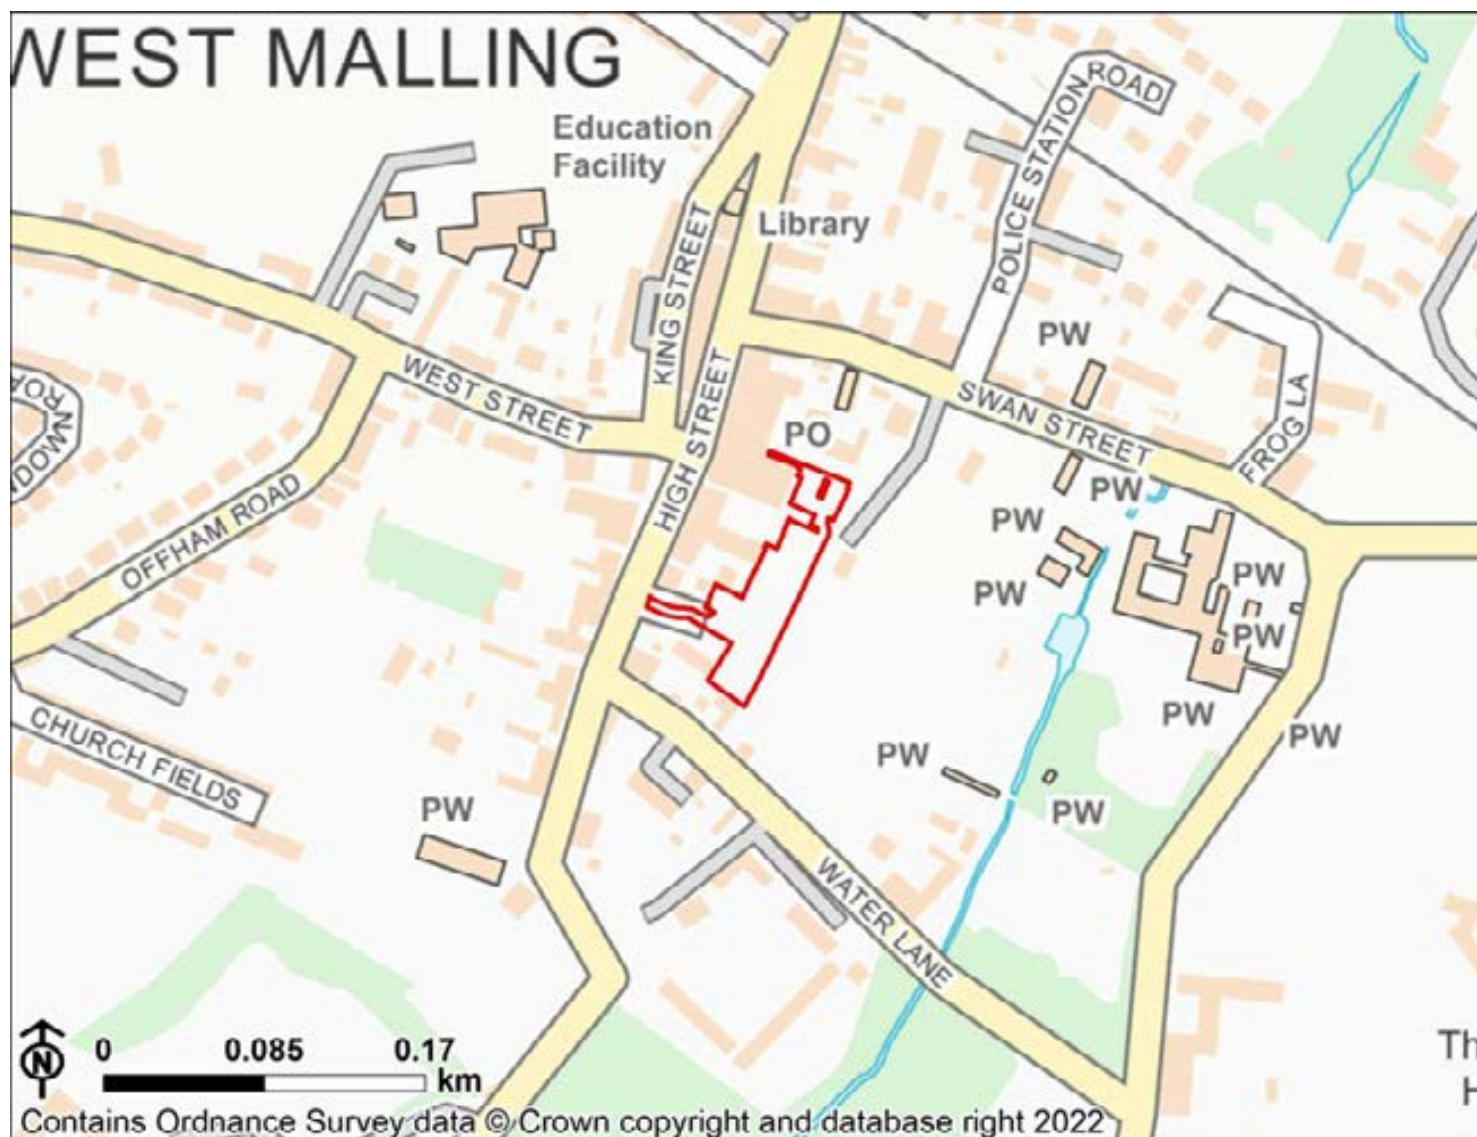 WEST MALLING
Education
Facility
Library
POLICE STATION ROAD
KING STREET
HIGH STREET
WEST STREET
SWAN STREET
FROG LA
OFFHAM ROAD
CHURCH FIELDS
WATER LANE
PO
PW
PW
PW
PW
PW
PW
PW
PW
PW
PW
PW
N
0 0.085 0.17
km
Contains Ordnance Survey data © Crown copyright and database right 2022